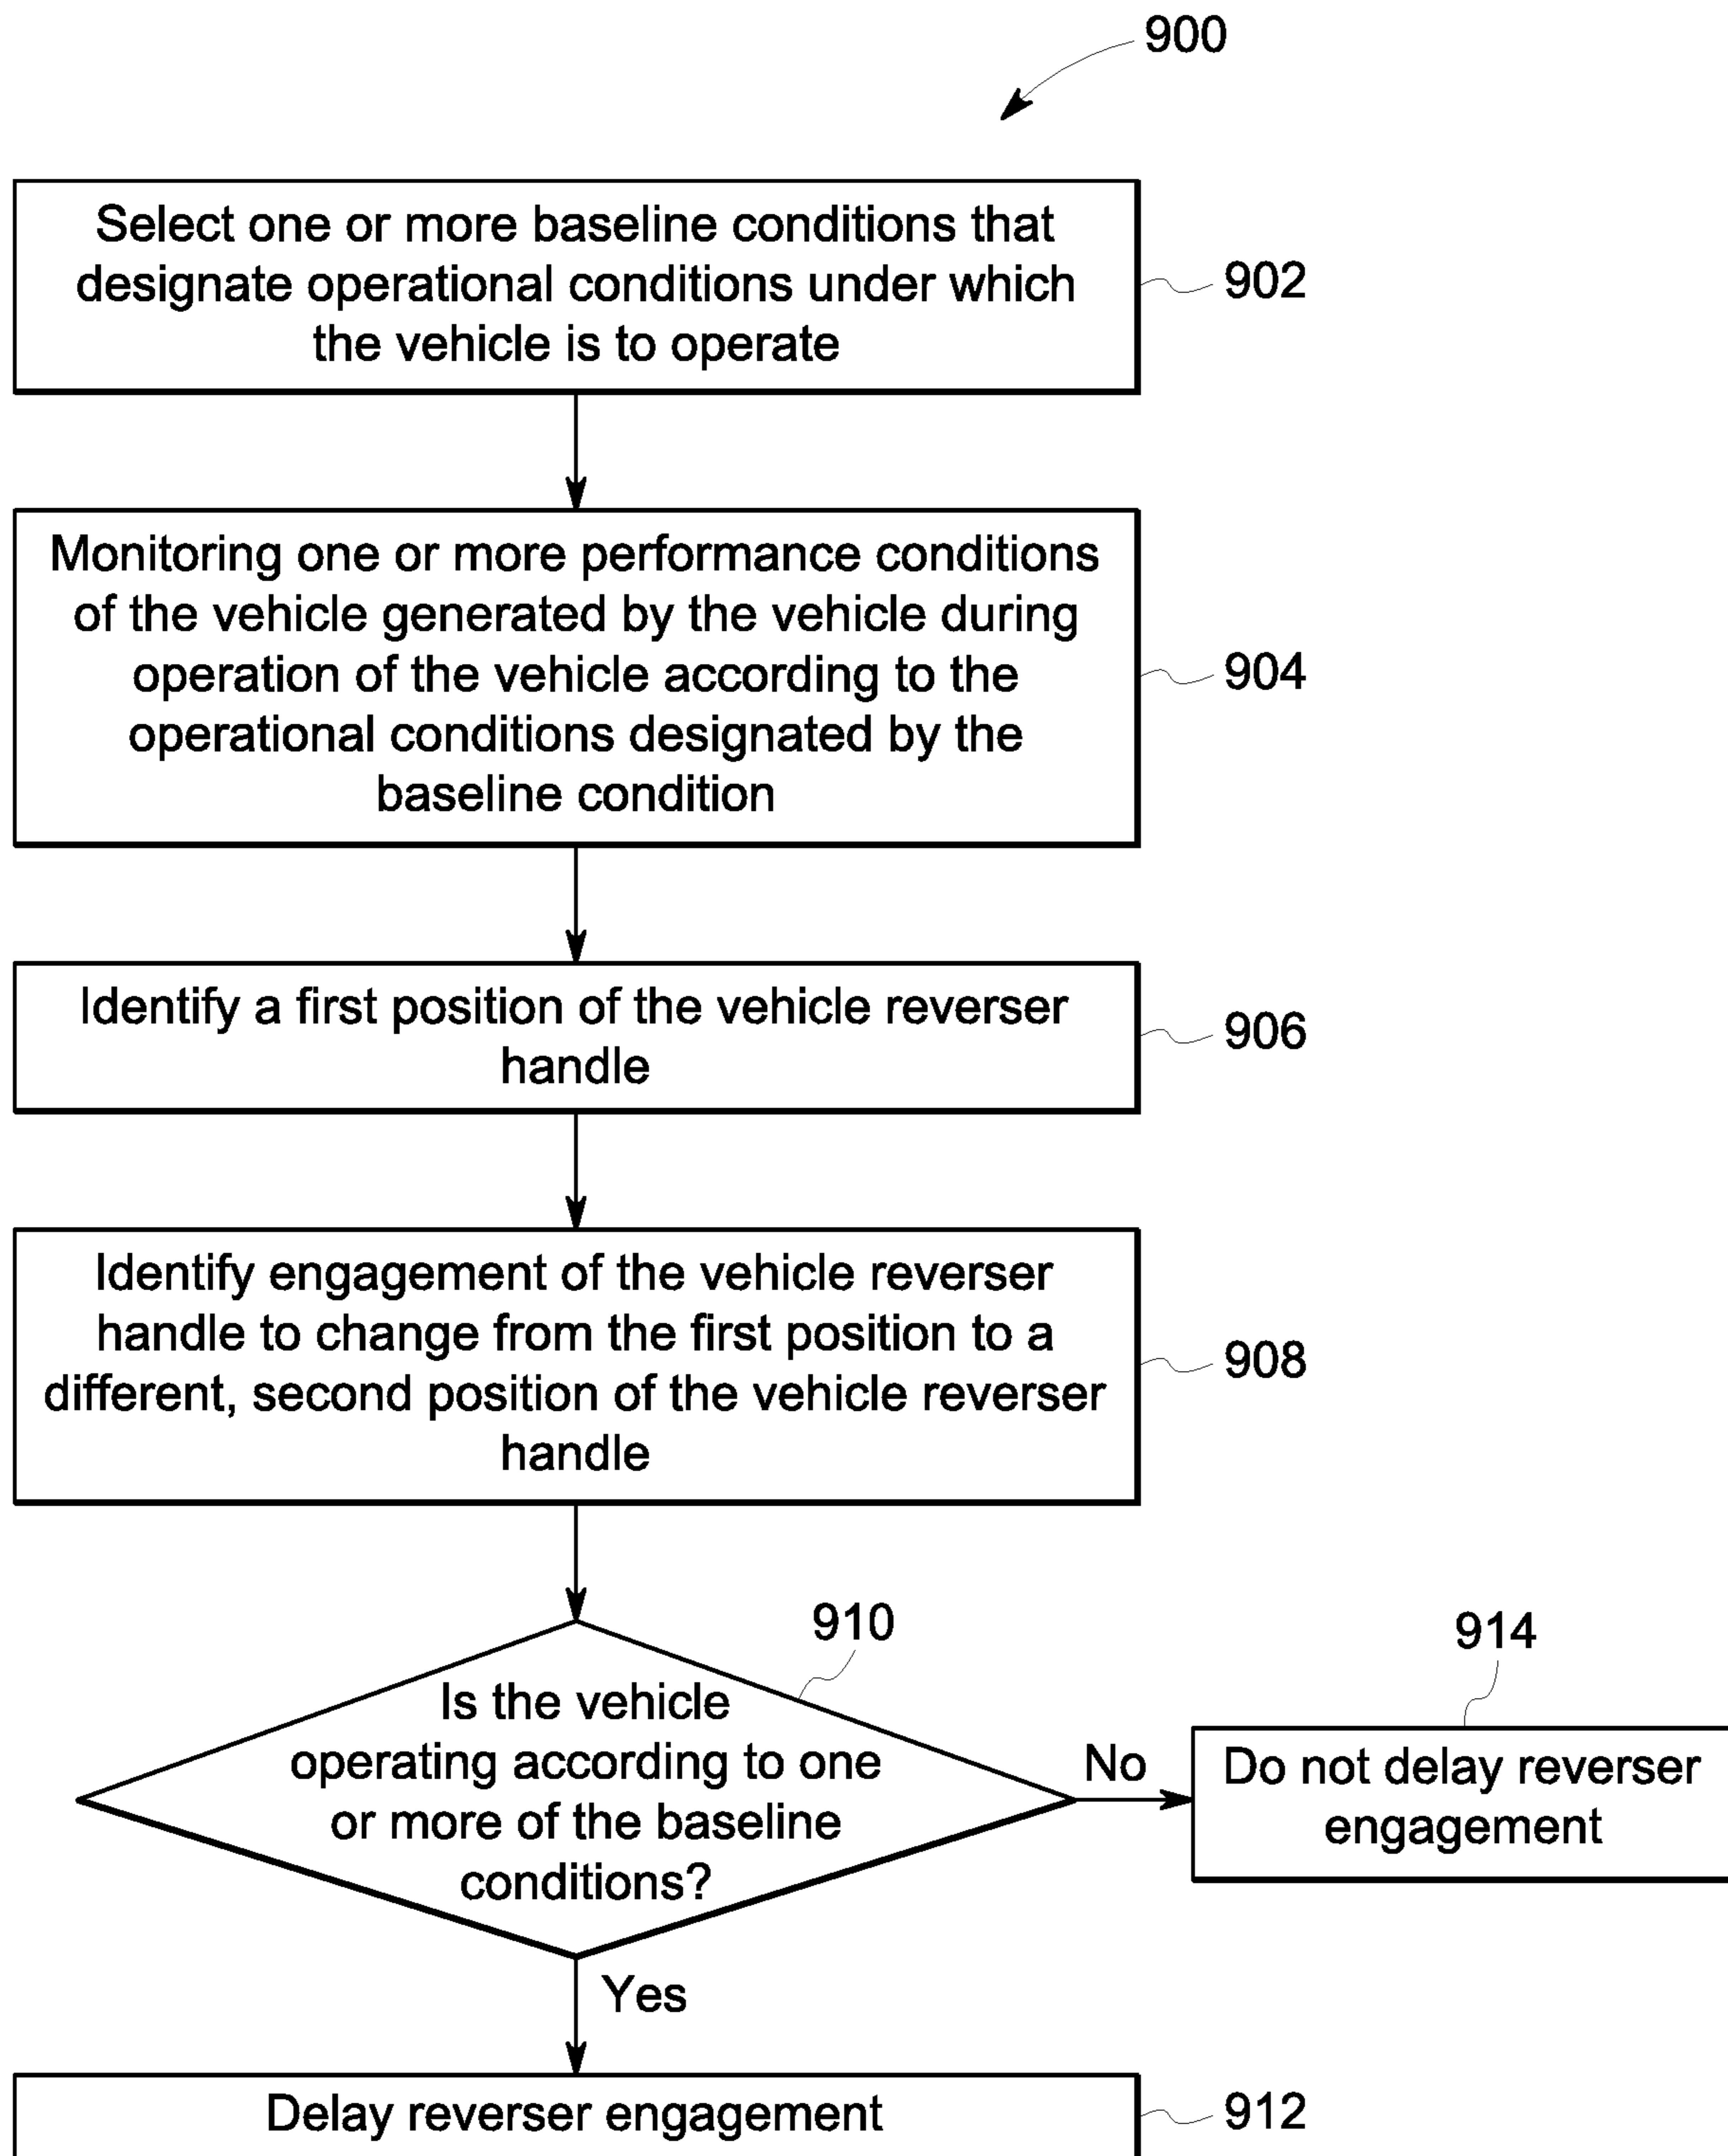 900
Select one or more baseline conditions that
designate operational conditions under which
the vehicle is to operate
902
Monitoring one or more performance conditions
of the vehicle generated by the vehicle during
operation of the vehicle according to the
operational conditions designated by the
baseline condition
904
Identify a first position of the vehicle reverser
handle
906
Identify engagement of the vehicle reverser
handle to change from the first position to a
different, second position of the vehicle reverser
handle
908
910
Is the vehicle
operating according to one
or more of the baseline
conditions?
No
914
Do not delay reverser
engagement
Yes
Delay reverser engagement
912